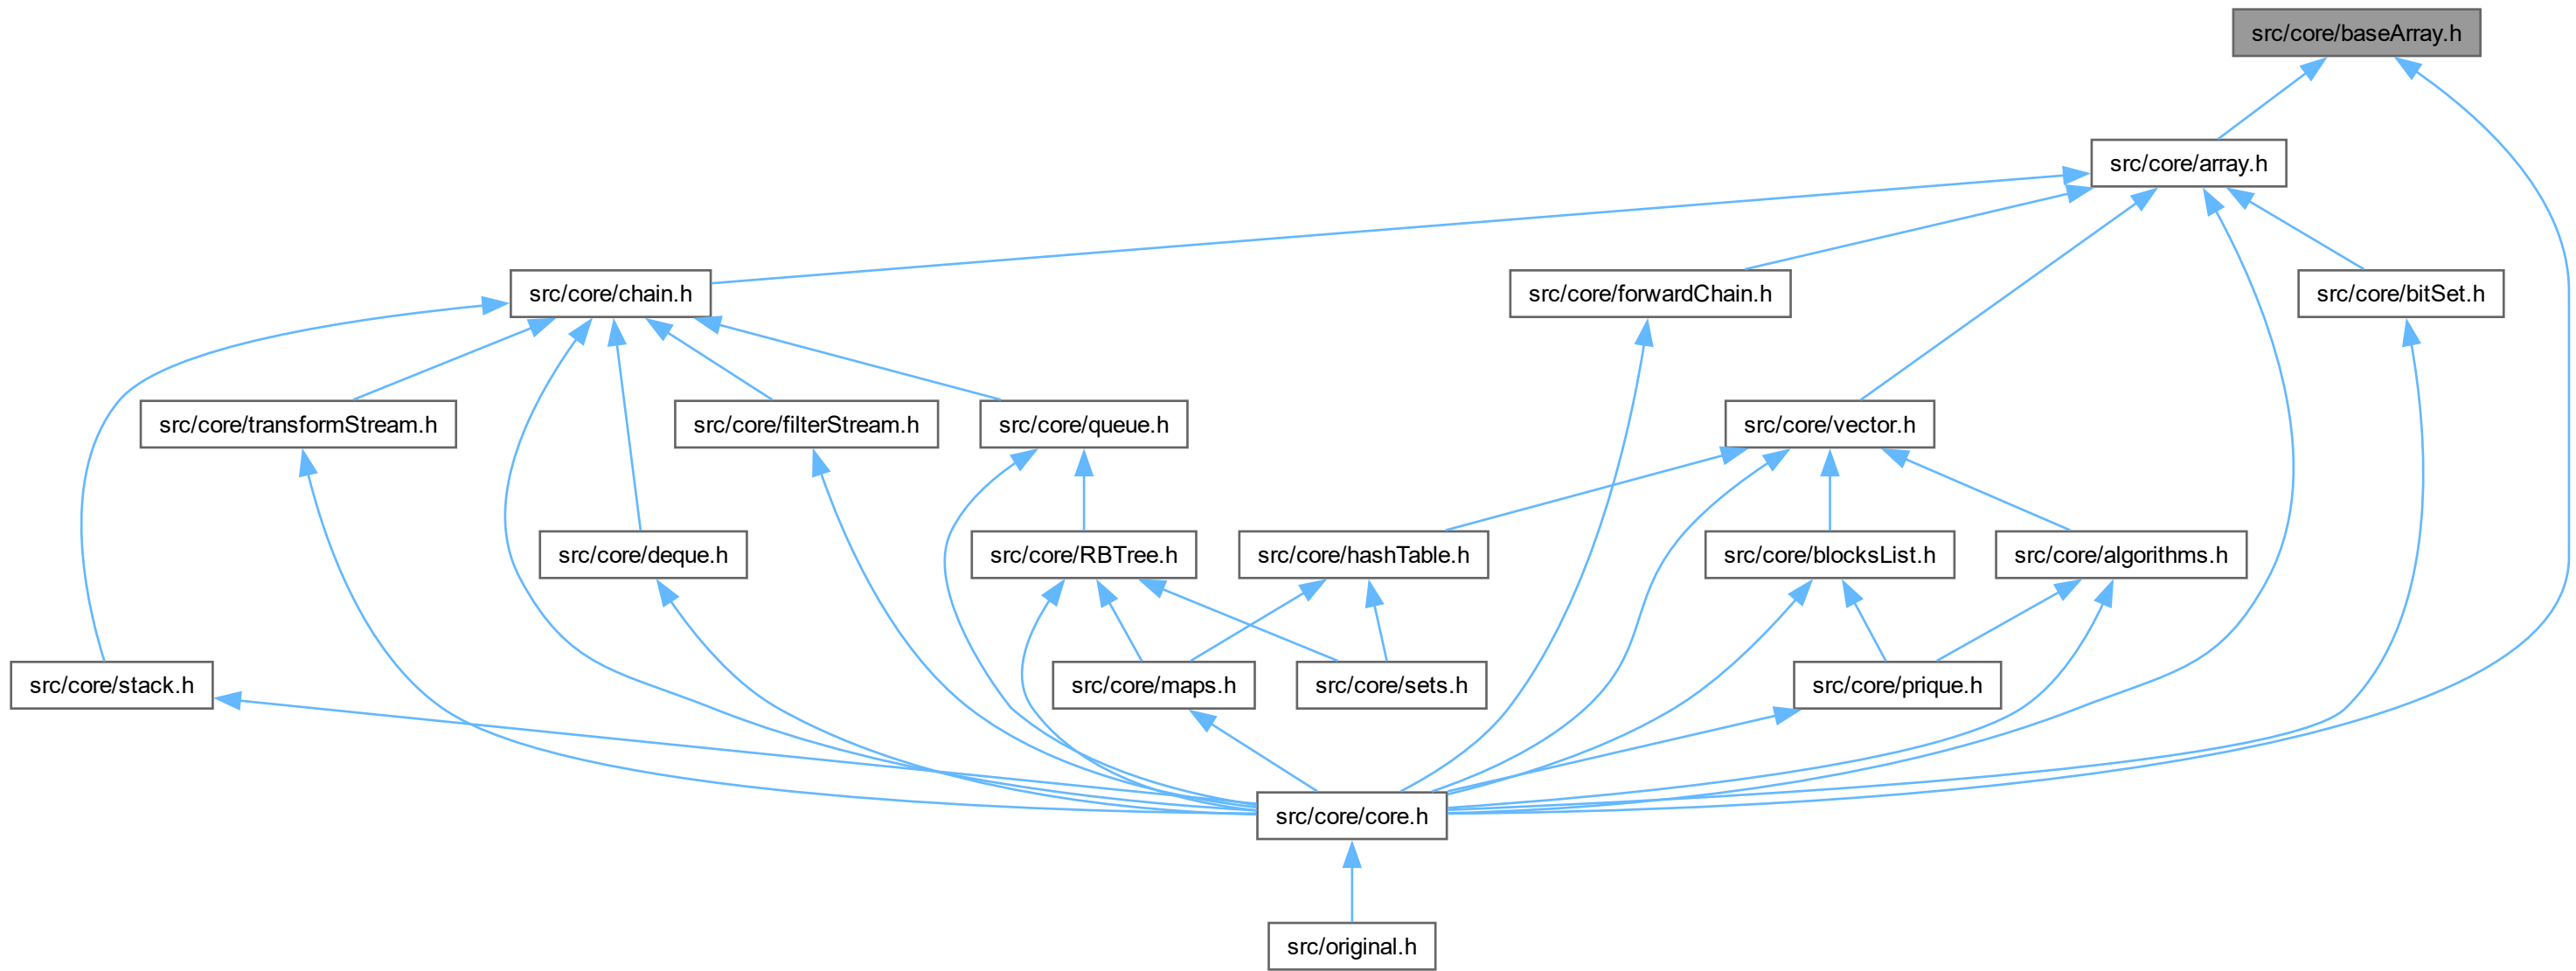 src/core/baseArray.h
src/core/array.h
src/core/chain.h
src/core/forwardChain.h
src/core/bitSet.h
src/core/transformStream.h
src/core/filterStream.h
src/core/queue.h
src/core/vector.h
src/core/deque.h
src/core/RBTree.h
src/core/hashTable.h
src/core/blocksList.h
src/core/algorithms.h
src/core/stack.h
src/core/maps.h
src/core/sets.h
src/core/prique.h
src/core/core.h
src/original.h